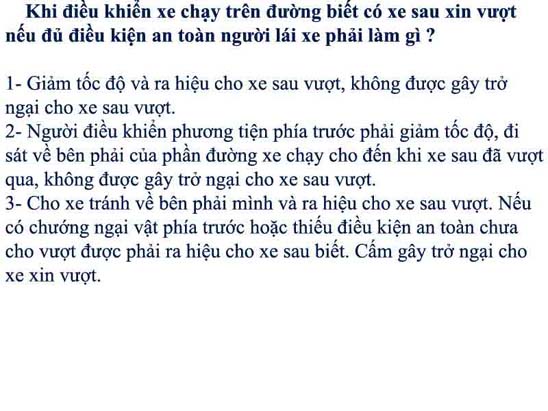 Khi điều khiển xe chạy trên đường biết có xe sau xin vượt
nếu đủ điều kiện an toàn người lái xe phải làm gì ?
1- Giảm tốc độ và ra hiệu cho xe sau vượt, không được gây trở
ngại cho xe sau vượt.
2- Người điều khiển phương tiện phía trước phải giảm tốc độ, đi
sát về bên phải của phần đường xe chạy cho đến khi xe sau đã vượt
qua, không được gây trở ngại cho xe sau vượt.
3- Cho xe tránh về bên phải mình và ra hiệu cho xe sau vượt. Nếu
có chướng ngại vật phía trước hoặc thiếu điều kiện an toàn chưa
cho vượt được phải ra hiệu cho xe sau biết. Cấm gây trở ngại cho
xe xin vượt.